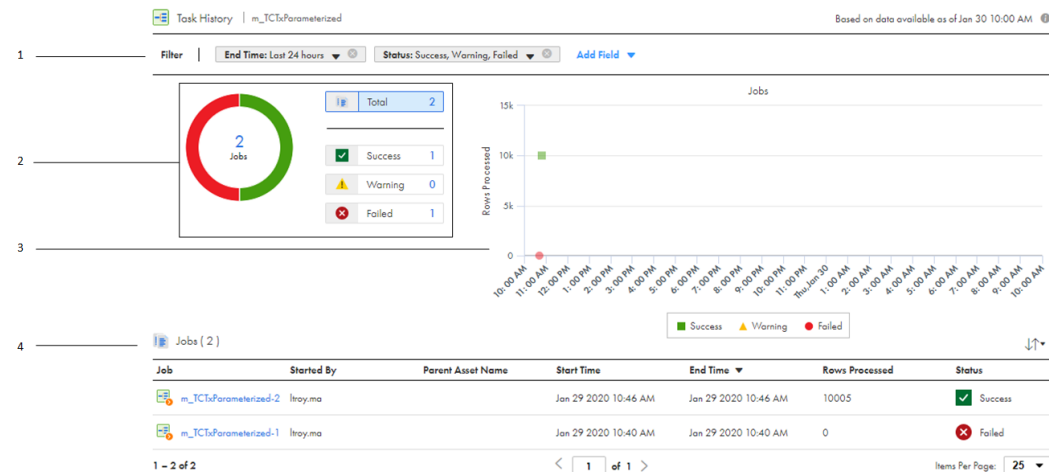 Task History | m_TCTxParameterized
Based on data available as of Jan 30 10:00 AM
1
Filter | End Time: Last 24 hours Status: Success, Warning, Failed Add Field
2
2
Jobs
Total 2
Success 1
Warning 0
Failed 1
3
Jobs
Rows Processed
15k
10k
5k
0
10:00 AM 11:00 AM 12:00 PM 1:00 PM 2:00 PM 3:00 PM 4:00 PM 5:00 PM 6:00 PM 7:00 PM 8:00 PM 9:00 PM 10:00 PM 11:00 PM Thu, Jan 30 1:00 AM 2:00 AM 3:00 AM 4:00 AM 5:00 AM 6:00 AM 7:00 AM 8:00 AM 9:00 AM 10:00 AM
Success Warning Failed
4
Jobs ( 2 )
Job Started By Parent Asset Name Start Time End Time Rows Processed Status
m_TCTxParameterized-2 ltroy.ma Jan 29 2020 10:46 AM Jan 29 2020 10:46 AM 10005 Success
m_TCTxParameterized-1 ltroy.ma Jan 29 2020 10:40 AM Jan 29 2020 10:40 AM 0 Failed
1 – 2 of 2
1 of 1
Items Per Page: 25